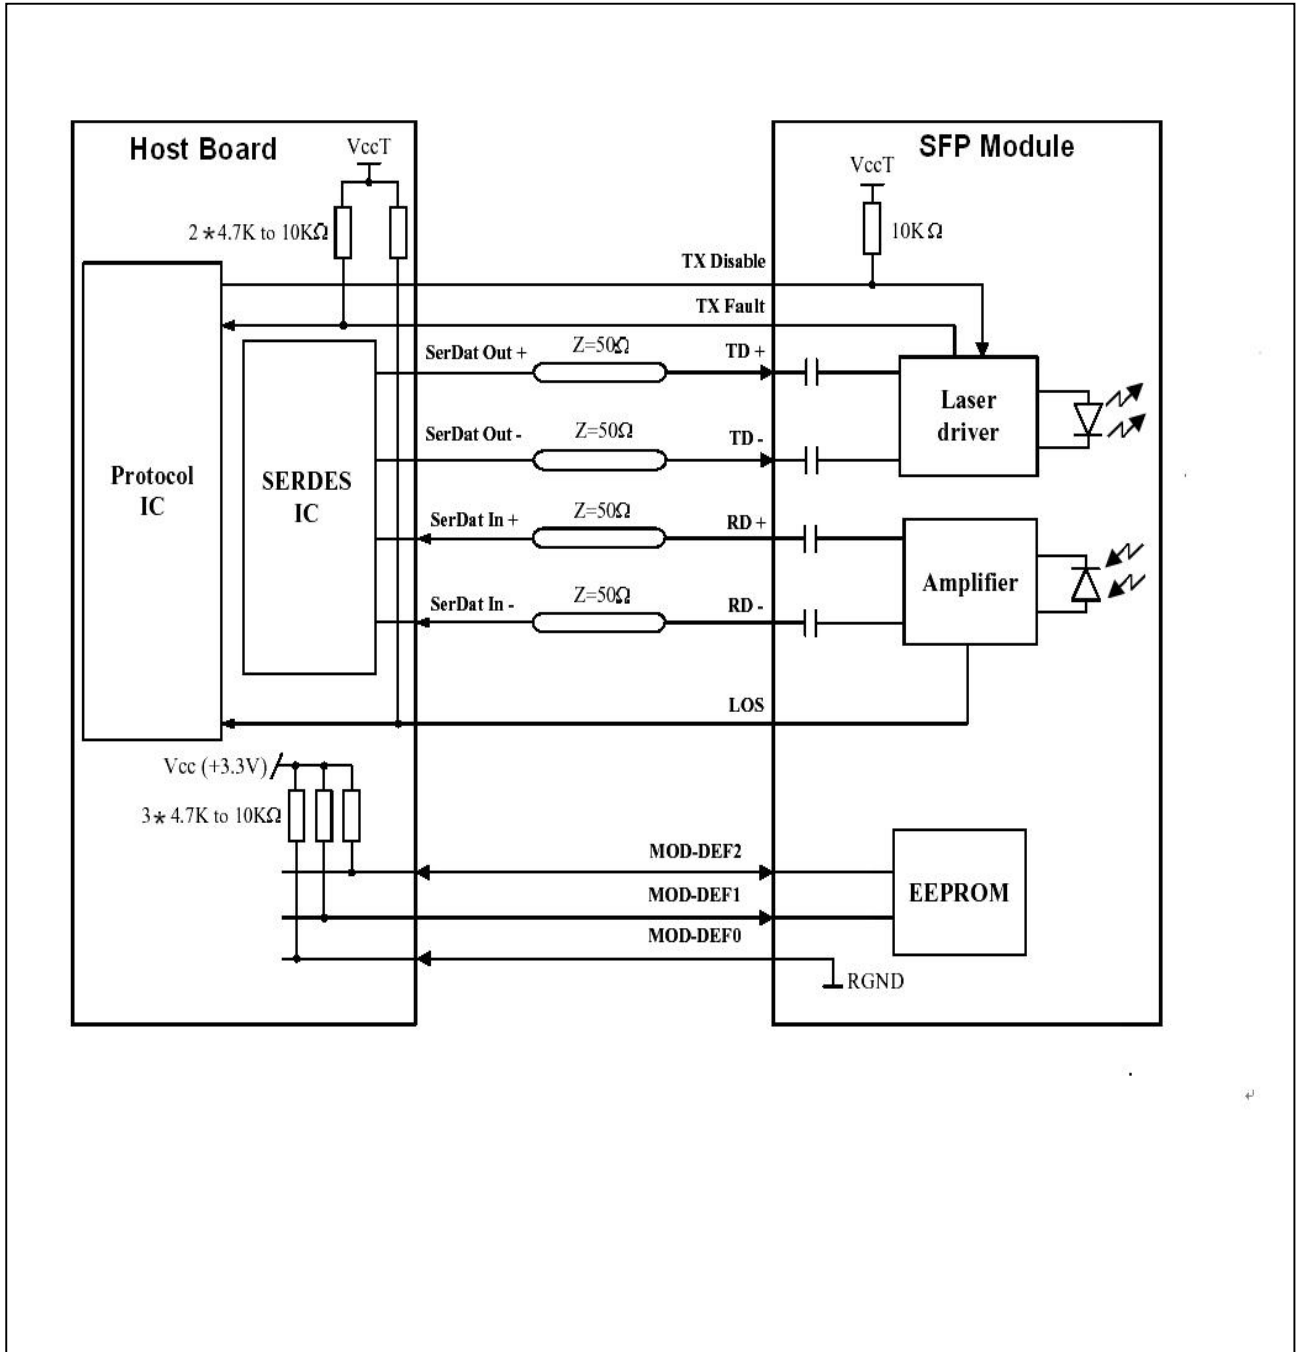 Host Board
VccT
SFP Module
VccT
2*4.7K to 10KΩ
10KΩ
TX Disable
TX Fault
SerDat Out +
Z=50Ω
TD +
Laser
driver
SerDat Out -
Z=50Ω
TD -
Protocol
IC
SERDES
IC
SerDat In +
Z=50Ω
RD +
Amplifier
SerDat In -
Z=50Ω
RD -
LOS
Vcc (+3.3V)
3*4.7K to 10KΩ
MOD-DEF2
MOD-DEF1
EEPROM
MOD-DEF0
RGND